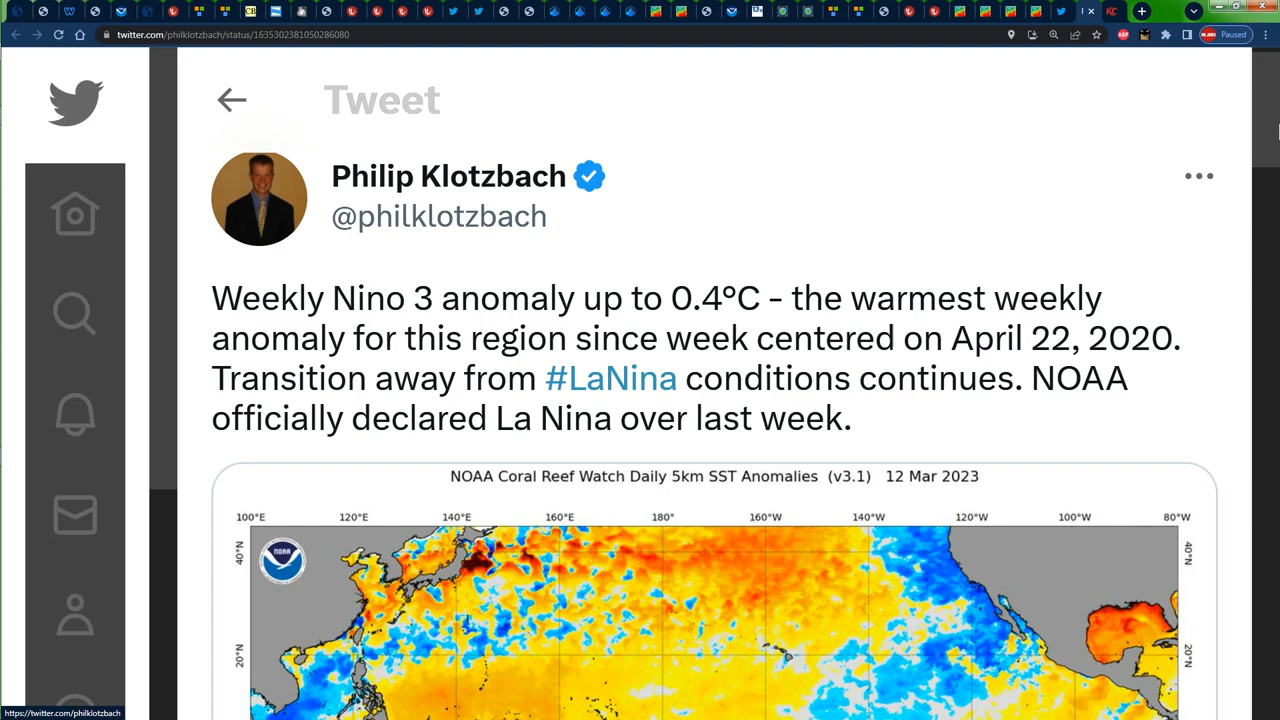 twitter.com/philklotzbach/status/1635302381050286080
Paused
Tweet
Philip Klotzbach
@philklotzbach
Weekly Nino 3 anomaly up to 0.4°C - the warmest weekly
anomaly for this region since week centered on April 22, 2020.
Transition away from #LaNina conditions continues. NOAA
officially declared La Nina over last week.
NOAA Coral Reef Watch Daily 5km SST Anomalies (v3.1) 12 Mar 2023
100°E 120°E 140°E 160°E 180° 160°W 140°W 120°W 100°W 80°W
40°N 40°N
NOAA
20°N 20°N
https://twitter.com/philklotzbach